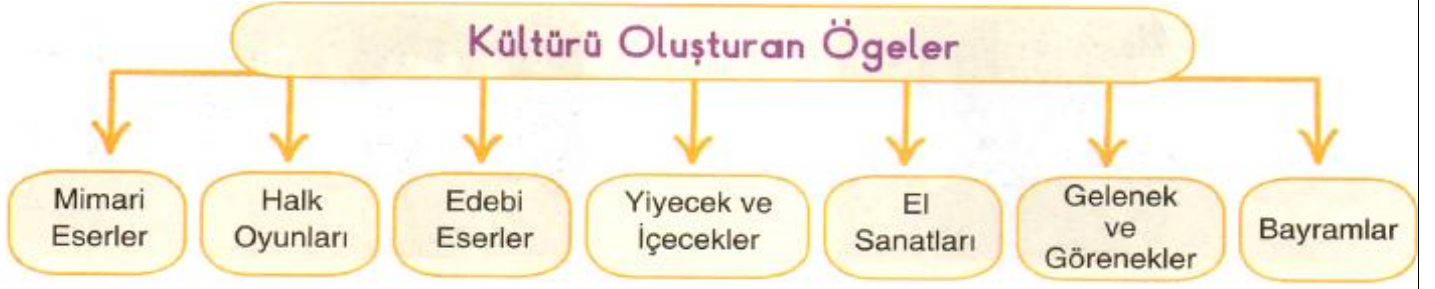 Kültürü Oluşturan Ögeler
Mimari
Eserler
Halk
Oyunları
Edebi
Eserler
Yiyecek ve
İçecekler
El
Sanatları
Gelenek
ve
Görenekler
Bayramlar